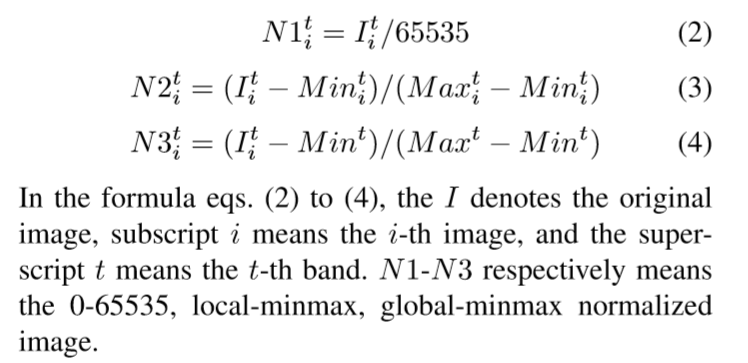 N1_i^t = I_i^t/65535 (2)
N2_i^t = (I_i^t − Min_i^t)/(Max_i^t − Min_i^t) (3)
N3_i^t = (I_i^t − Min^t)/(Max^t − Min^t) (4)
In the formula eqs. (2) to (4), the I denotes the original
image, subscript i means the i-th image, and the super-
script t means the t-th band. N1-N3 respectively means
the 0-65535, local-minmax, global-minmax normalized
image.